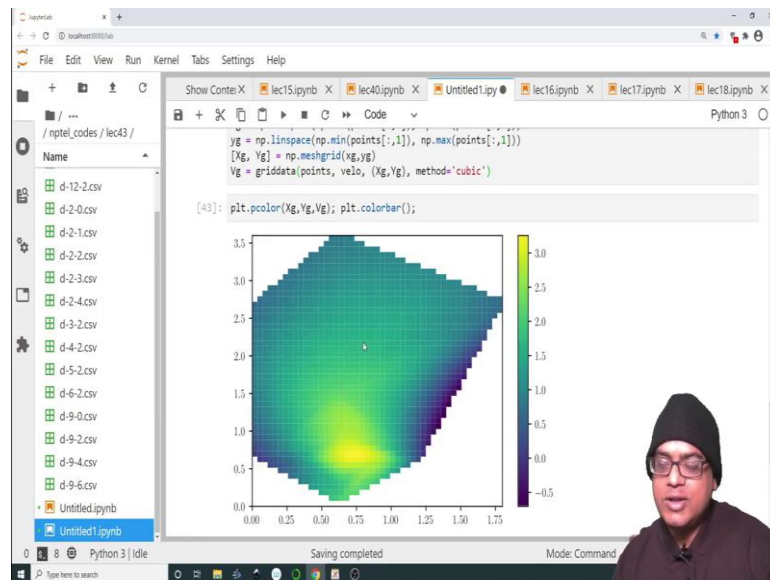 JupyterLab
localhost:8888/lab
File Edit View Run Kernel Tabs Settings Help
Show Conte: X lec15.ipynb X lec40.ipynb X Untitled1.ipy lec16.ipynb X lec17.ipynb X lec18.ipynb X
Code Python 3
/ ...
/ nptel_codes / lec43 /
Name
d-12-2.csv
d-2-0.csv
d-2-1.csv
d-2-2.csv
d-2-3.csv
d-2-4.csv
d-3-2.csv
d-4-2.csv
d-5-2.csv
d-6-2.csv
d-9-0.csv
d-9-2.csv
d-9-4.csv
d-9-6.csv
Untitled.ipynb
Untitled1.ipynb
yg = np.linspace(np.min(points[:,1]), np.max(points[:,1]))
[Xg, Yg] = np.meshgrid(xg,yg)
Vg = griddata(points, velo, (Xg,Yg), method='cubic')
[43]: plt.pcolor(Xg,Yg,Vg); plt.colorbar();
3.5
3.0
2.5
2.0
1.5
1.0
0.5
0.0
0.00 0.25 0.50 0.75 1.00 1.25 1.50 1.75
3.0
2.5
2.0
1.5
1.0
0.5
0.0
−0.5
0 8 Python 3 | Idle Saving completed Mode: Command
Type here to search